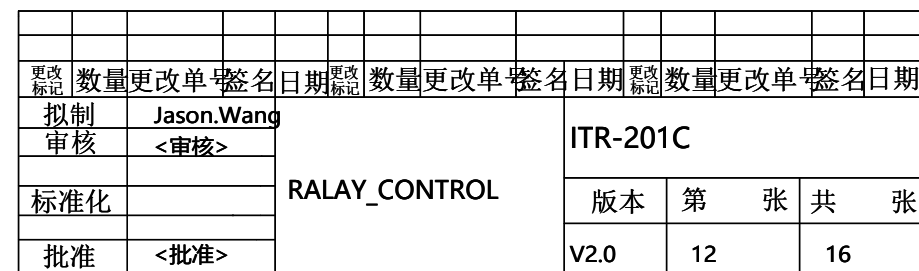 更改标记 数量 更改单号 签名 日期 更改标记 数量 更改单号 签名 日期 更改标记 数量 更改单号 签名 日期
拟制 Jason.Wang
审核 <审核>
ITR-201C
RALAY_CONTROL
标准化
版本 第 张 共 张
批准 <批准>
V2.0 12 16